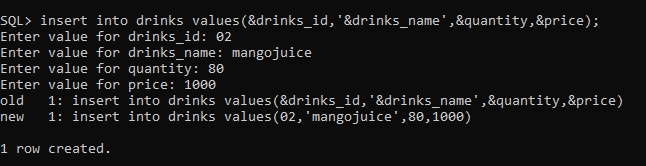 SQL> insert into drinks values(&drinks_id,'&drinks_name',&quantity,&price);
Enter value for drinks_id: 02
Enter value for drinks_name: mangojuice
Enter value for quantity: 80
Enter value for price: 1000
old   1: insert into drinks values(&drinks_id,'&drinks_name',&quantity,&price)
new   1: insert into drinks values(02,'mangojuice',80,1000)
1 row created.